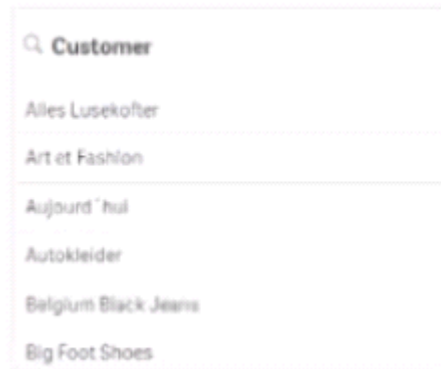 Customer
Alles Lusekofter
Art et Fashion
Aujourd´hui
Autokleider
Belgium Black Jeans
Big Foot Shoes